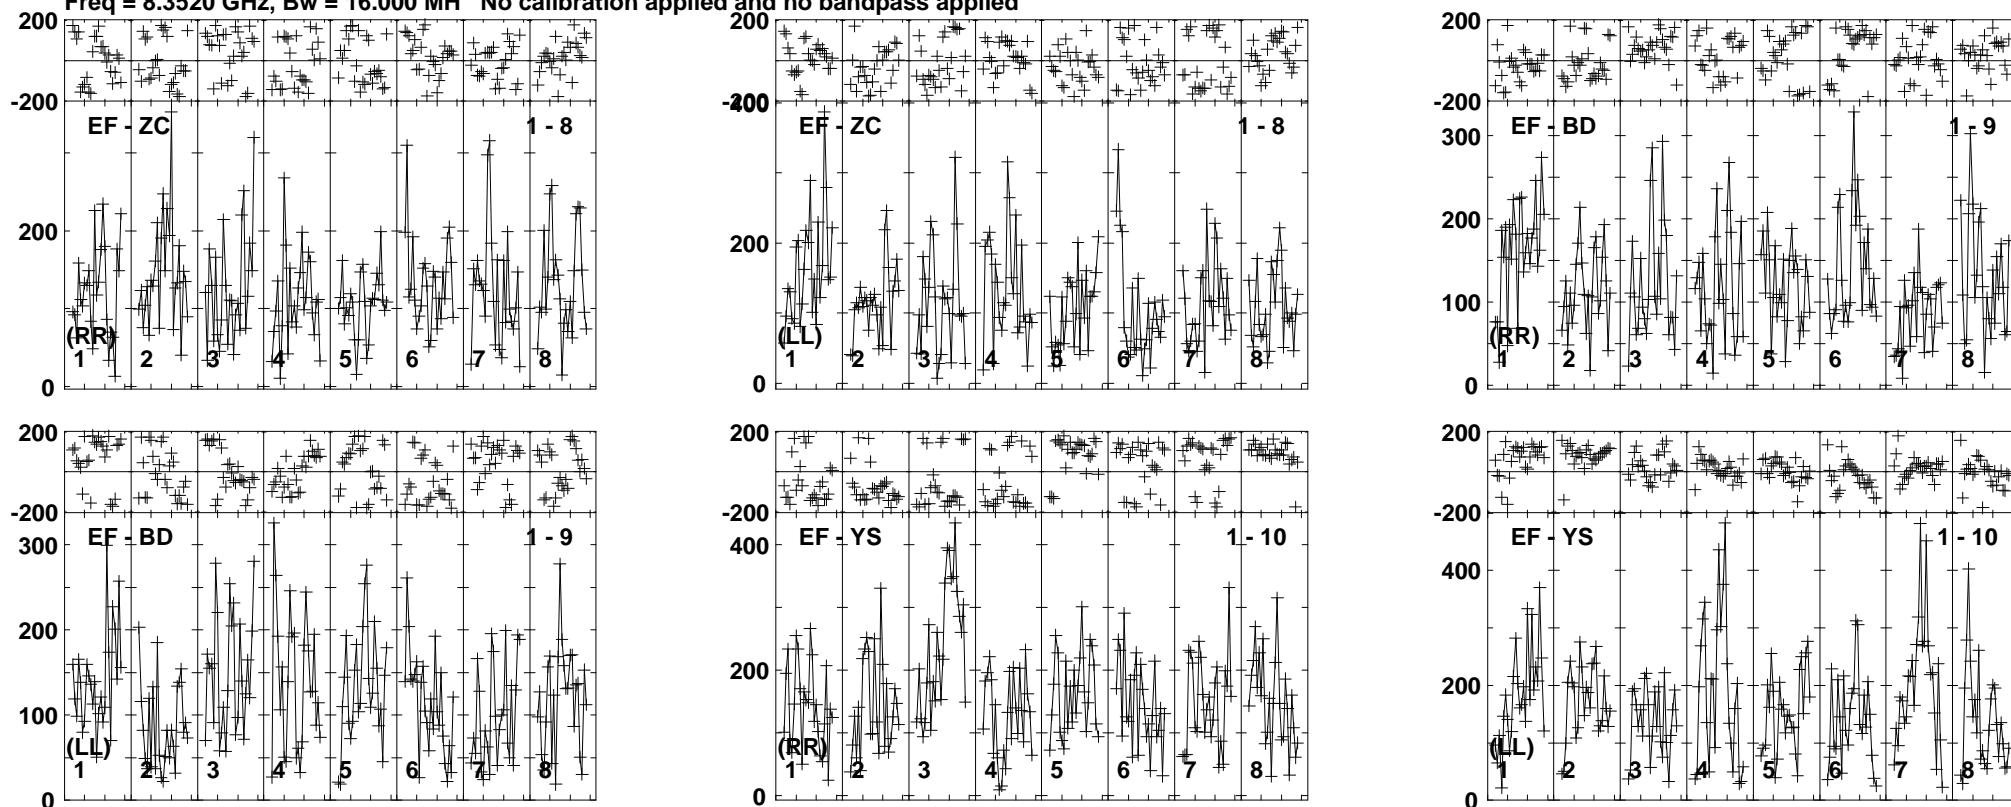 Freq = 8.3520 GHz, Bw = 16.000 MH No calibration applied and no bandpass applied
200
-200
EF - ZC
1 - 8
200
(RR)
0
1 2 3 4 5 6 7 8
200
-200
400
EF - ZC
1 - 8
200
(LL)
0
1 2 3 4 5 6 7 8
200
-200
300
EF - BD
1 - 9
200
100
(RR)
0
1 2 3 4 5 6 7 8
200
-200
300
EF - BD
1 - 9
200
100
(LL)
0
1 2 3 4 5 6 7 8
200
-200
400
EF - YS
1 - 10
200
(RR)
0
1 2 3 4 5 6 7 8
200
-200
400
EF - YS
1 - 10
200
(LL)
0
1 2 3 4 5 6 7 8